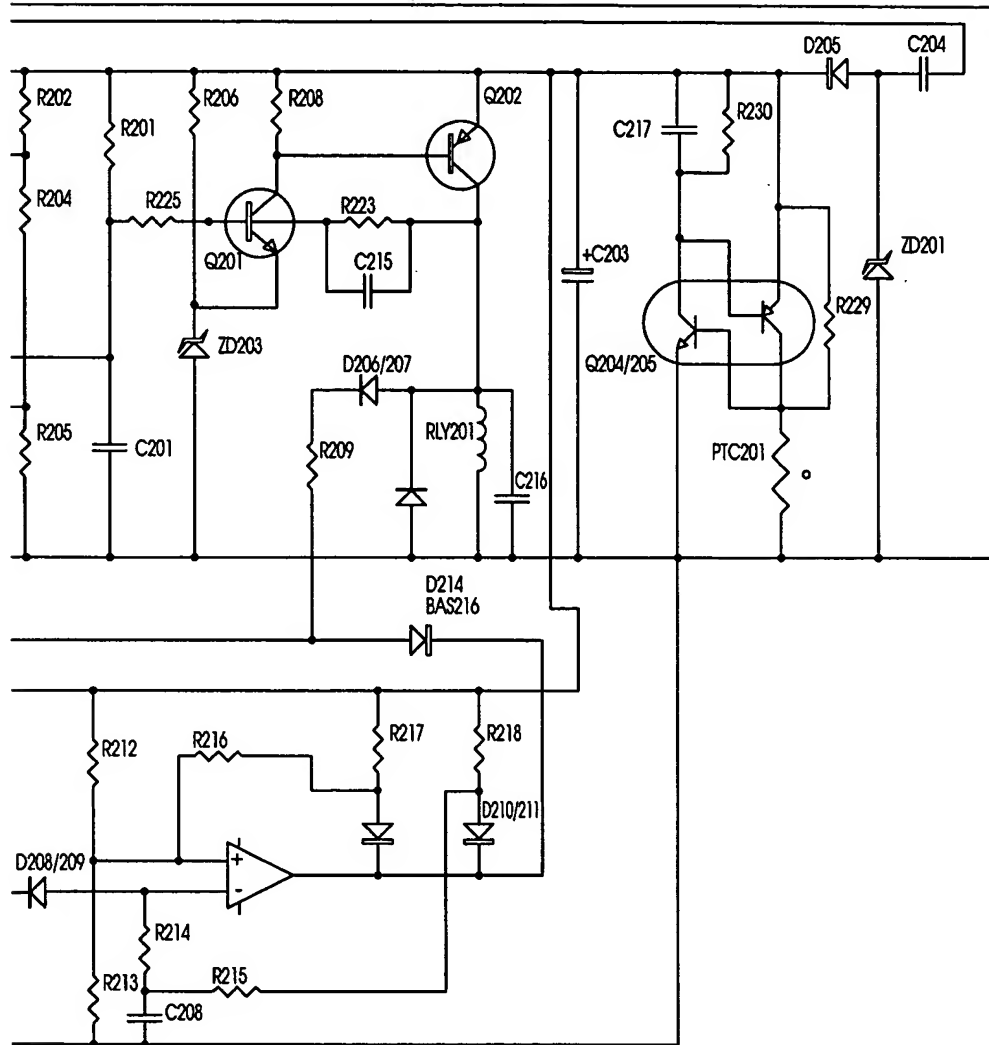 D205
C204
R202
R206
R208
Q202
R201
C217
R230
R204
R225
R223
Q201
C215
+C203
ZD201
R229
ZD203
D206/207
Q204/205
R205
C201
R209
RLY201
C216
PTC201
D214
BAS216
R212
R216
R217
R218
D210/211
D208/209
+
-
R214
R213
R215
C208